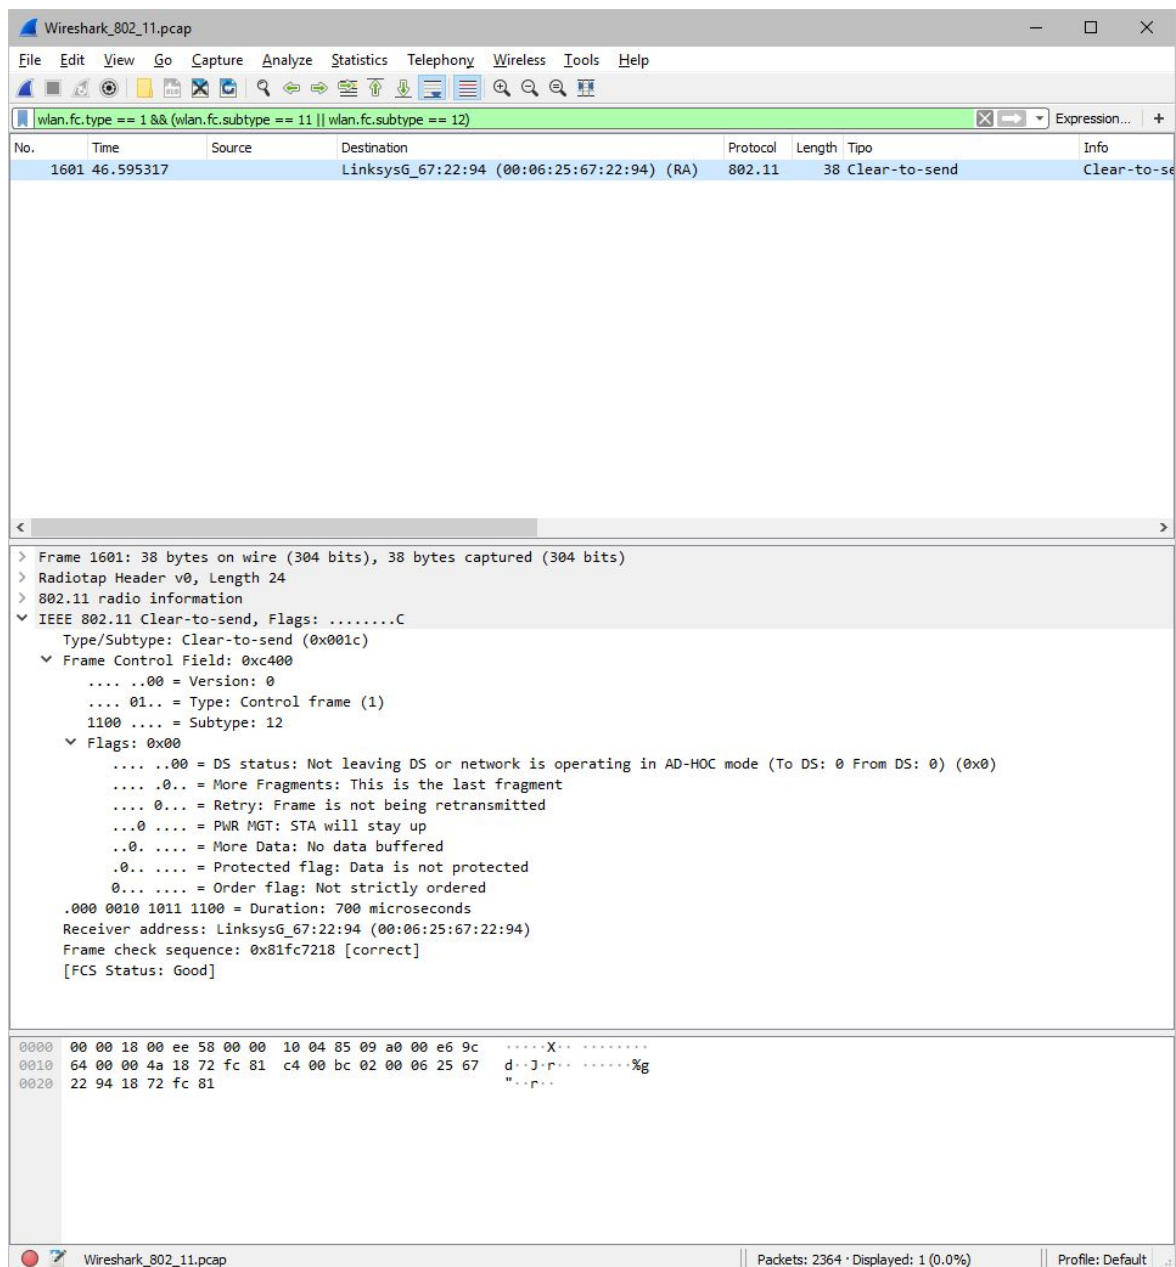 Wireshark_802_11.pcap
File Edit View Go Capture Analyze Statistics Telephony Wireless Tools Help
wlan.fc.type == 1 && (wlan.fc.subtype == 11 || wlan.fc.subtype == 12) Expression... +
No. Time Source Destination Protocol Length Tipo Info
1601 46.595317 LinksysG_67:22:94 (00:06:25:67:22:94) (RA) 802.11 38 Clear-to-send Clear-to-se
Frame 1601: 38 bytes on wire (304 bits), 38 bytes captured (304 bits)
Radiotap Header v0, Length 24
802.11 radio information
IEEE 802.11 Clear-to-send, Flags: ........C
Type/Subtype: Clear-to-send (0x001c)
Frame Control Field: 0xc400
.... ..00 = Version: 0
.... 01.. = Type: Control frame (1)
1100 .... = Subtype: 12
Flags: 0x00
.... ..00 = DS status: Not leaving DS or network is operating in AD-HOC mode (To DS: 0 From DS: 0) (0x0)
.... .0.. = More Fragments: This is the last fragment
.... 0... = Retry: Frame is not being retransmitted
...0 .... = PWR MGT: STA will stay up
..0. .... = More Data: No data buffered
.0.. .... = Protected flag: Data is not protected
0... .... = Order flag: Not strictly ordered
.000 0010 1011 1100 = Duration: 700 microseconds
Receiver address: LinksysG_67:22:94 (00:06:25:67:22:94)
Frame check sequence: 0x81fc7218 [correct]
[FCS Status: Good]
0000 00 00 18 00 ee 58 00 00 10 04 85 09 a0 00 e6 9c ·····X·· ········
0010 64 00 00 4a 18 72 fc 81 c4 00 bc 02 00 06 25 67 d··J·r·· ······%g
0020 22 94 18 72 fc 81 "··r··
Wireshark_802_11.pcap Packets: 2364 · Displayed: 1 (0.0%) Profile: Default